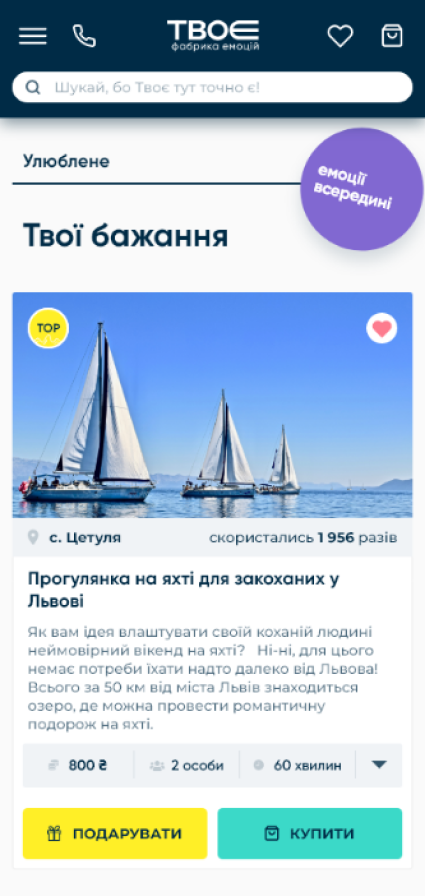 ТВОЄ
фабрика емоцій
Шукай, бо Твоє тут точно є!
Улюблене
емоції
всередині
Твої бажання
TOP
с. Цетуля
скористались 1 956 разів
Прогулянка на яхті для закоханих у
Львові
Як вам ідея влаштувати своїй коханій людині
неймовірний вікенд на яхті? Ні-ні, для цього
немає потреби їхати надто далеко від Львова!
Всього за 50 км від міста Львів знаходиться
озеро, де можна провести романтичну
подорож на яхті.
800 ₴
2 особи
60 хвилин
ПОДАРУВАТИ
КУПИТИ